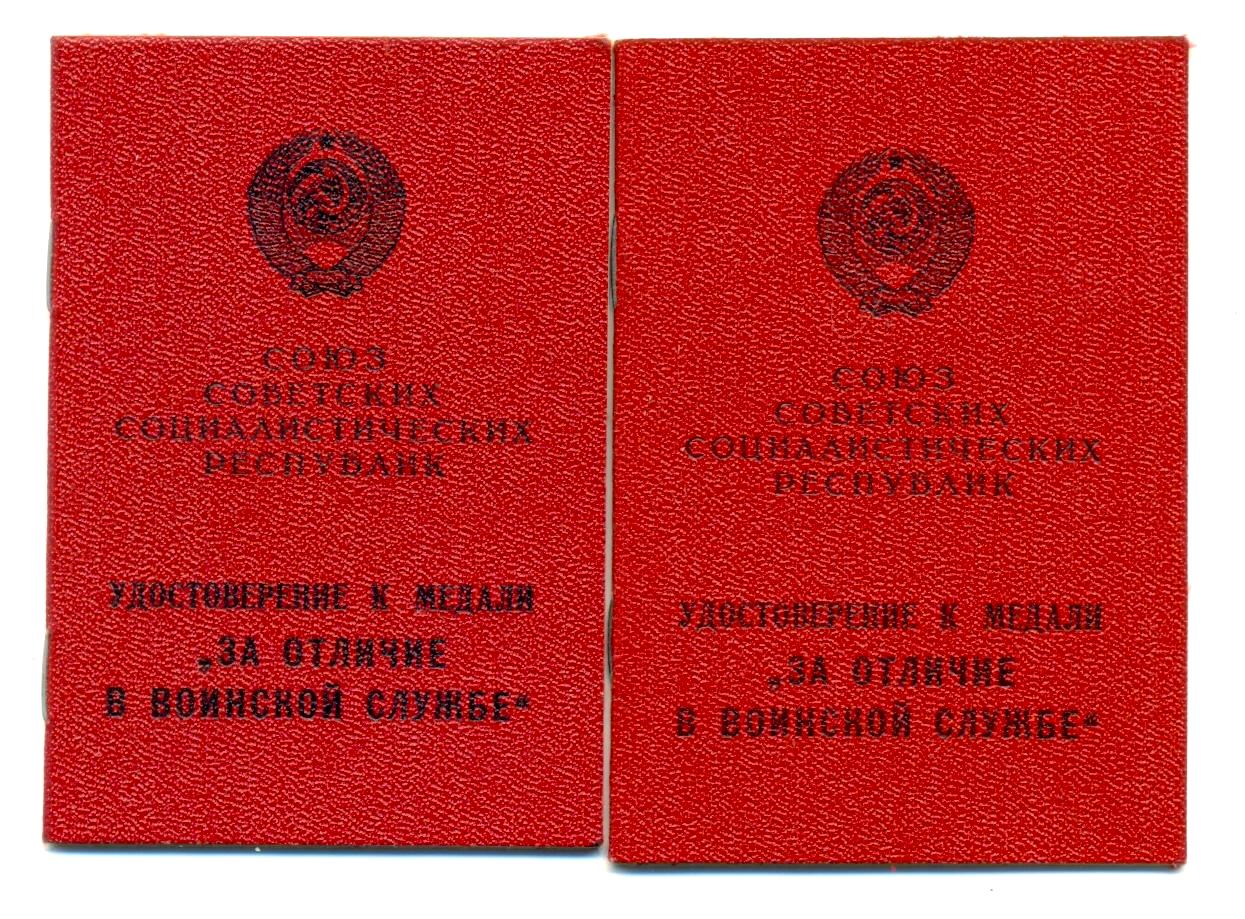 СОЮЗ
СОВЕТСКИХ
СОЦИАЛИСТИЧЕСКИХ
РЕСПУБЛИК
УДОСТОВЕРЕНИЕ К МЕДАЛИ
„ЗА ОТЛИЧИЕ
В ВОИНСКОЙ СЛУЖБЕ“
СОЮЗ
СОВЕТСКИХ
СОЦИАЛИСТИЧЕСКИХ
РЕСПУБЛИК
УДОСТОВЕРЕНИЕ К МЕДАЛИ
„ЗА ОТЛИЧИЕ
В ВОИНСКОЙ СЛУЖБЕ“